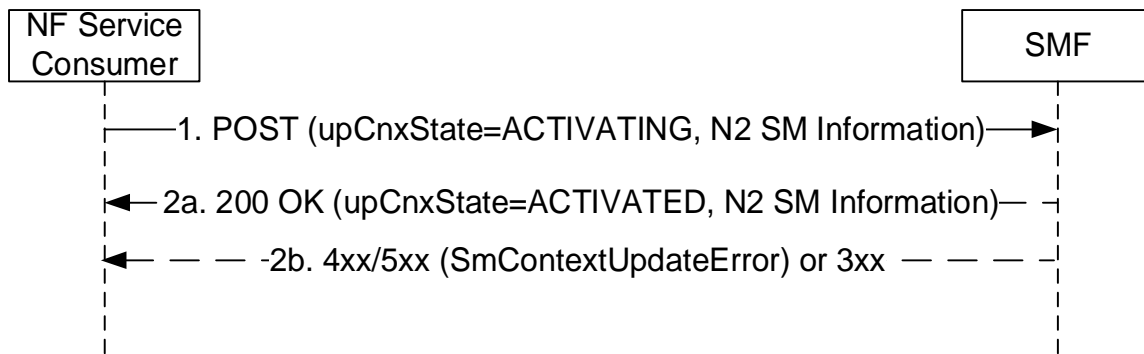 NF Service
Consumer
SMF
1. POST (upCnxState=ACTIVATING, N2 SM Information)
2a. 200 OK (upCnxState=ACTIVATED, N2 SM Information)
2b. 4xx/5xx (SmContextUpdateError) or 3xx